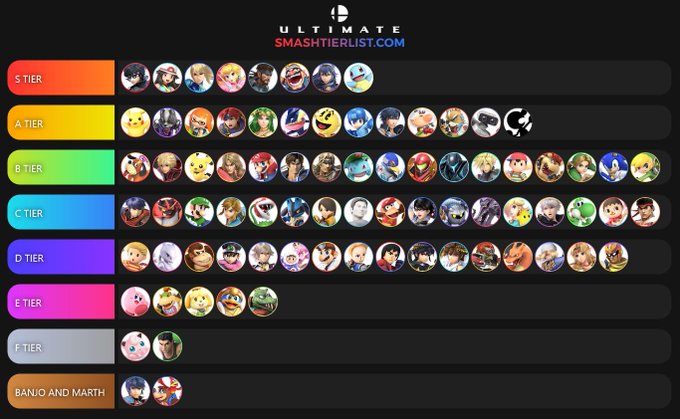 ULTIMATE
SMASHTIERLIST.COM
S TIER
A TIER
B TIER
C TIER
D TIER
E TIER
F TIER
BANJO AND MARTH